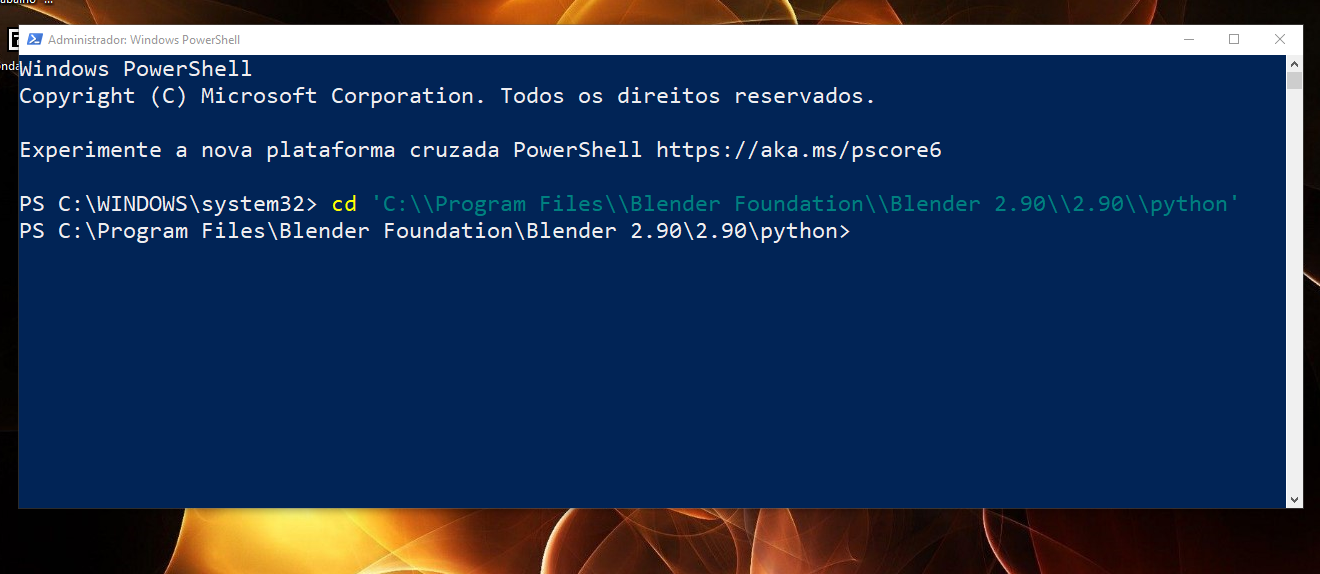 Administrador: Windows PowerShell
Windows PowerShell
Copyright (C) Microsoft Corporation. Todos os direitos reservados.
Experimente a nova plataforma cruzada PowerShell https://aka.ms/pscore6
PS C:\WINDOWS\system32> cd 'C:\\Program Files\\Blender Foundation\\Blender 2.90\\2.90\\python'
PS C:\Program Files\Blender Foundation\Blender 2.90\2.90\python>